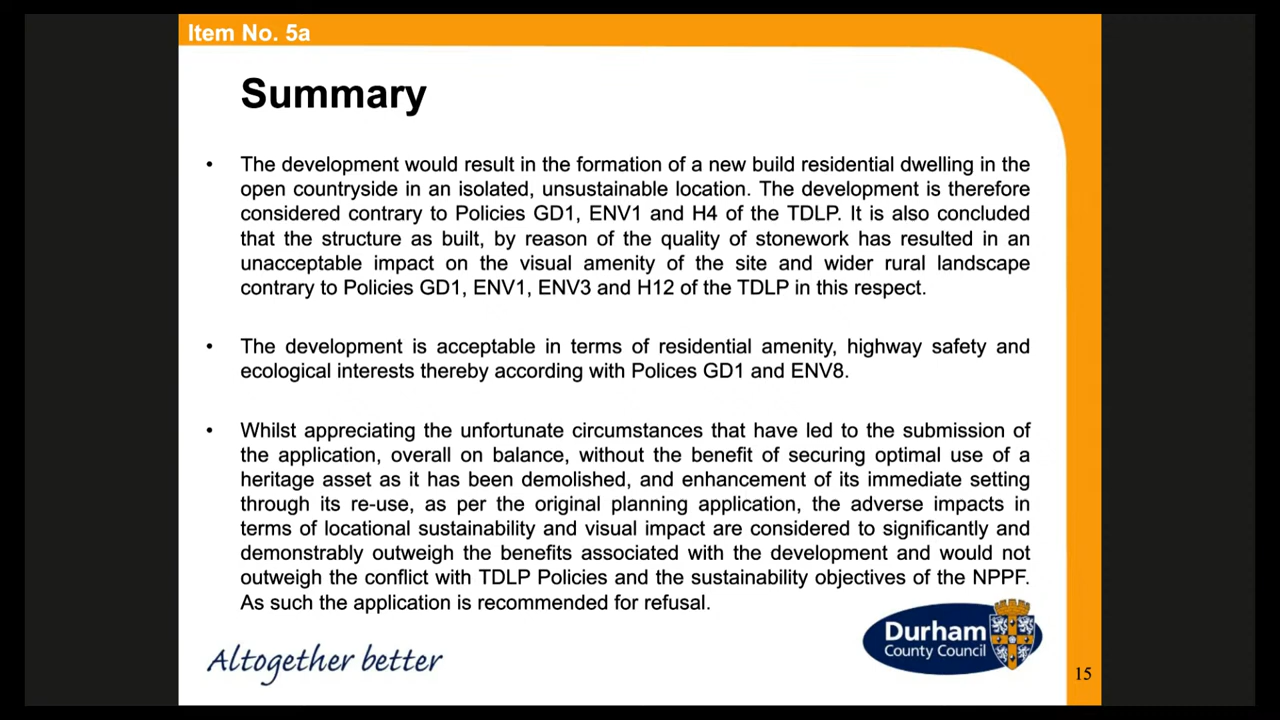 Item No. 5a
Summary
• The development would result in the formation of a new build residential dwelling in the
open countryside in an isolated, unsustainable location. The development is therefore
considered contrary to Policies GD1, ENV1 and H4 of the TDLP. It is also concluded
that the structure as built, by reason of the quality of stonework has resulted in an
unacceptable impact on the visual amenity of the site and wider rural landscape
contrary to Policies GD1, ENV1, ENV3 and H12 of the TDLP in this respect.
• The development is acceptable in terms of residential amenity, highway safety and
ecological interests thereby according with Polices GD1 and ENV8.
• Whilst appreciating the unfortunate circumstances that have led to the submission of
the application, overall on balance, without the benefit of securing optimal use of a
heritage asset as it has been demolished, and enhancement of its immediate setting
through its re-use, as per the original planning application, the adverse impacts in
terms of locational sustainability and visual impact are considered to significantly and
demonstrably outweigh the benefits associated with the development and would not
outweigh the conflict with TDLP Policies and the sustainability objectives of the NPPF.
As such the application is recommended for refusal.
Altogether better
Durham
County Council
15